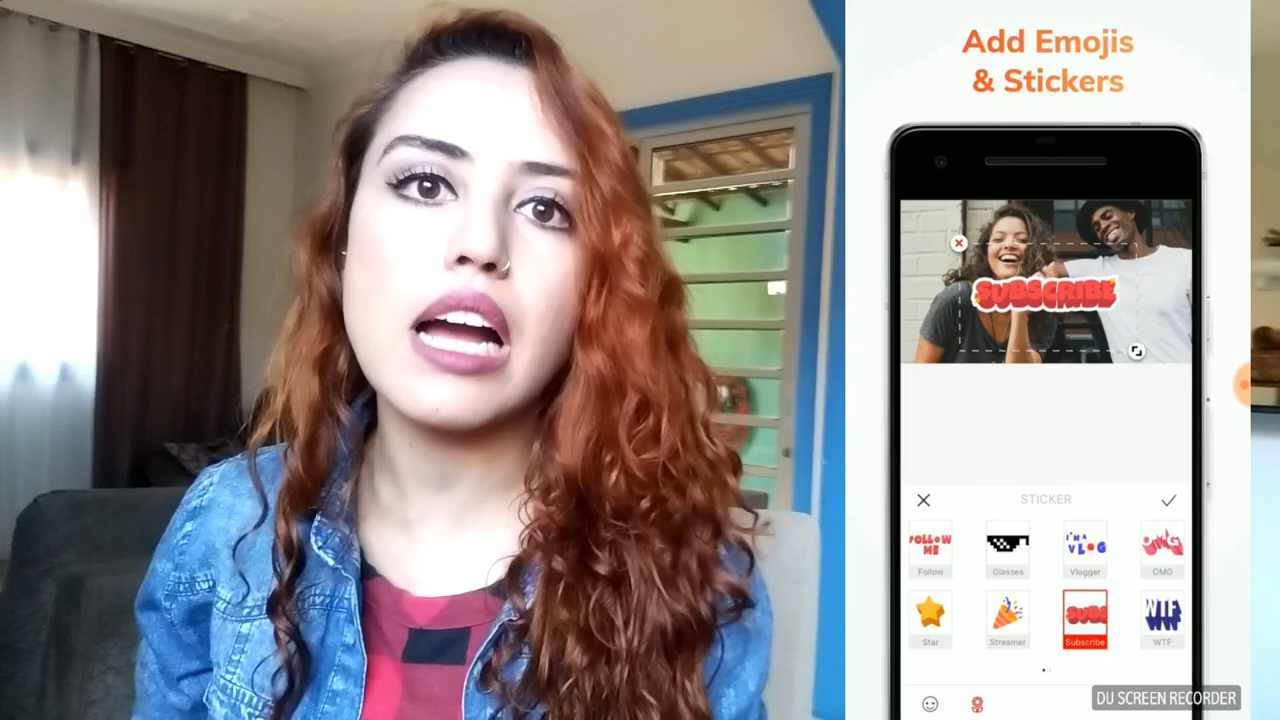 Add Emojis
& Stickers
SUBSCRIBE
STICKER
FOLLOW
ME
I'M A
VLOG
OMG
Follow
Glasses
Vlogger
OMG
SUBS
WTF
Star
Streamer
Subscribe
WTF
DU SCREEN RECORDER